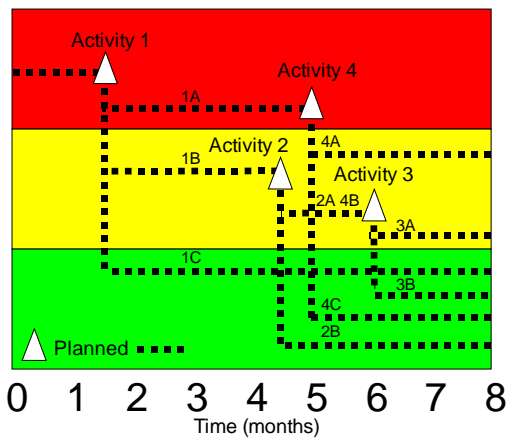 Activity 1
Activity 4
1A
4A
Activity 2
1B
Activity 3
2A 4B
3A
1C
3B
4C
2B
Planned
0 1 2 3 4 5 6 7 8
Time (months)